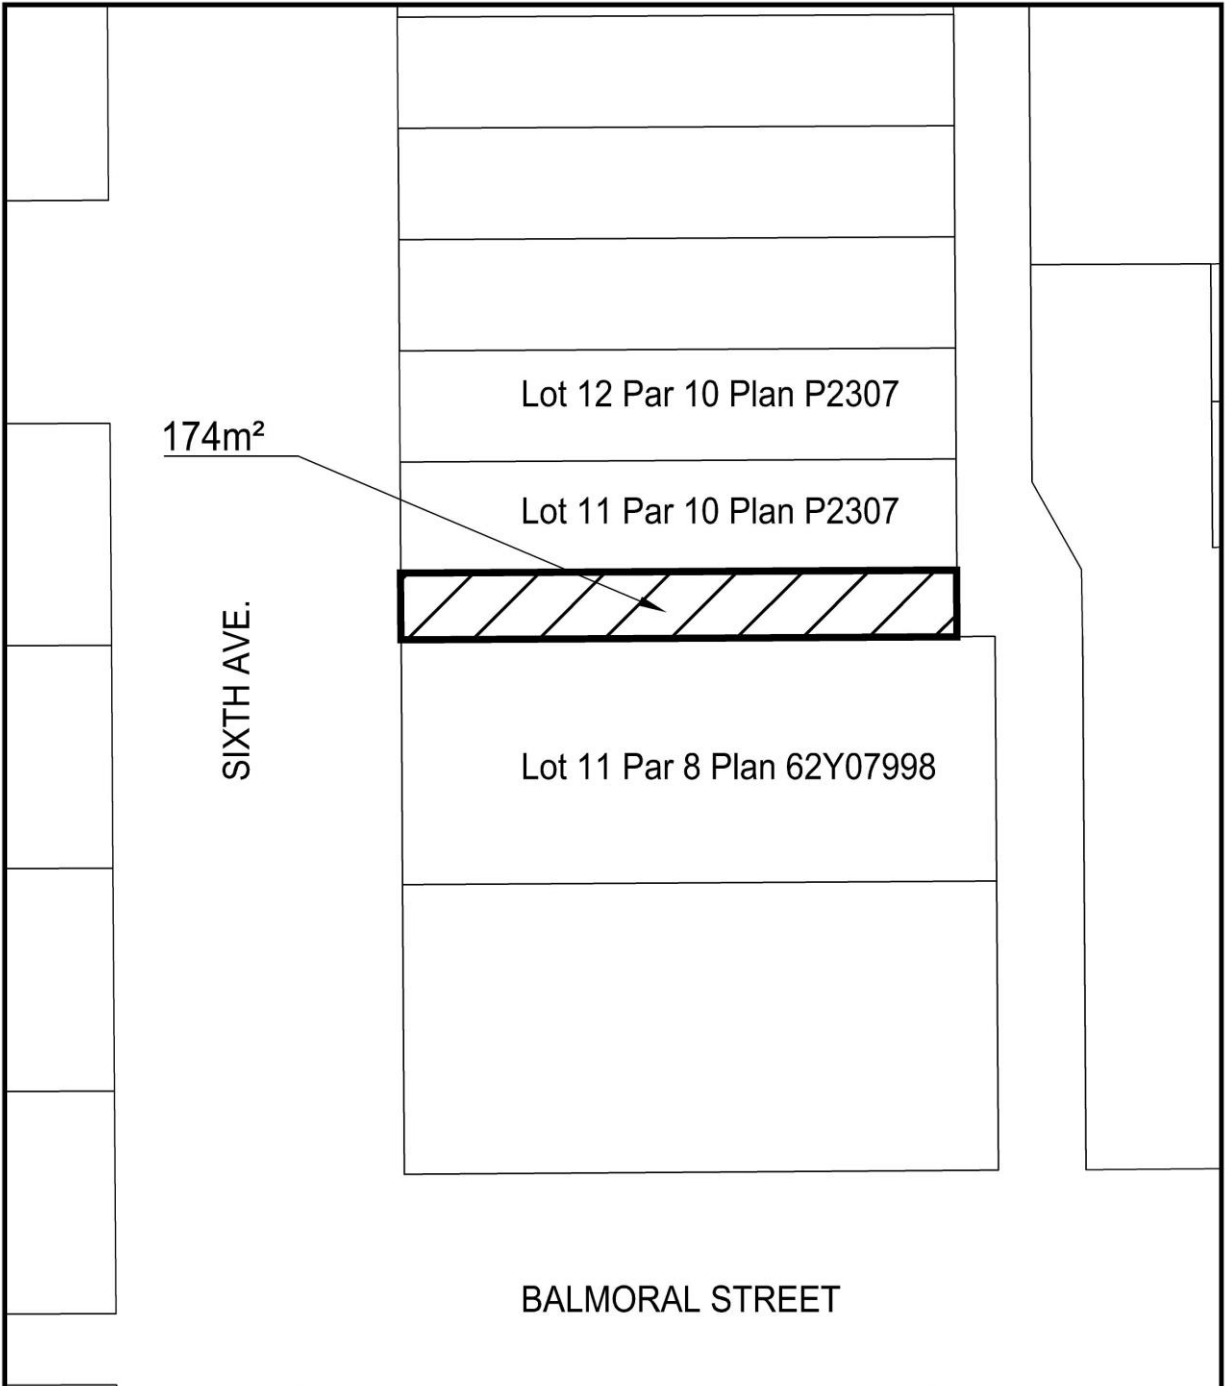 Lot 12 Par 10 Plan P2307
174m²
Lot 11 Par 10 Plan P2307
SIXTH AVE.
Lot 11 Par 8 Plan 62Y07998
BALMORAL STREET